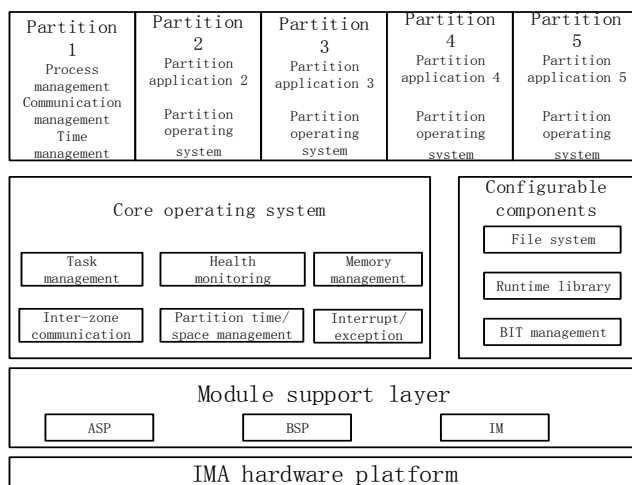 Partition
1
Process
management
Communication
management
Time
management
Partition
2
Partition
application 2
Partition
operating
system
Partition
3
Partition
application 3
Partition
operating
system
Partition
4
Partition
application 4
Partition
operating
system
Partition
5
Partition
application 5
Partition
operating
system
Core operating system
Task
management
Health
monitoring
Memory
management
Inter-zone
communication
Partition time/
space management
Interrupt/
exception
Configurable
components
File system
Runtime library
BIT management
Module support layer
ASP
BSP
IM
IMA hardware platform